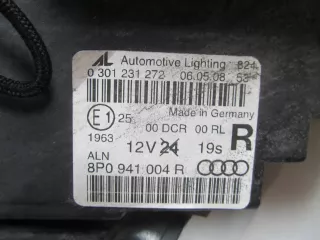 AL Automotive Lighting 824
0 301 231 272 06.05.08 53
E1 25 Made in Germany
00 DCR 00 RL R
1963 12V 24 19s
ALN
8P0 941 004 R